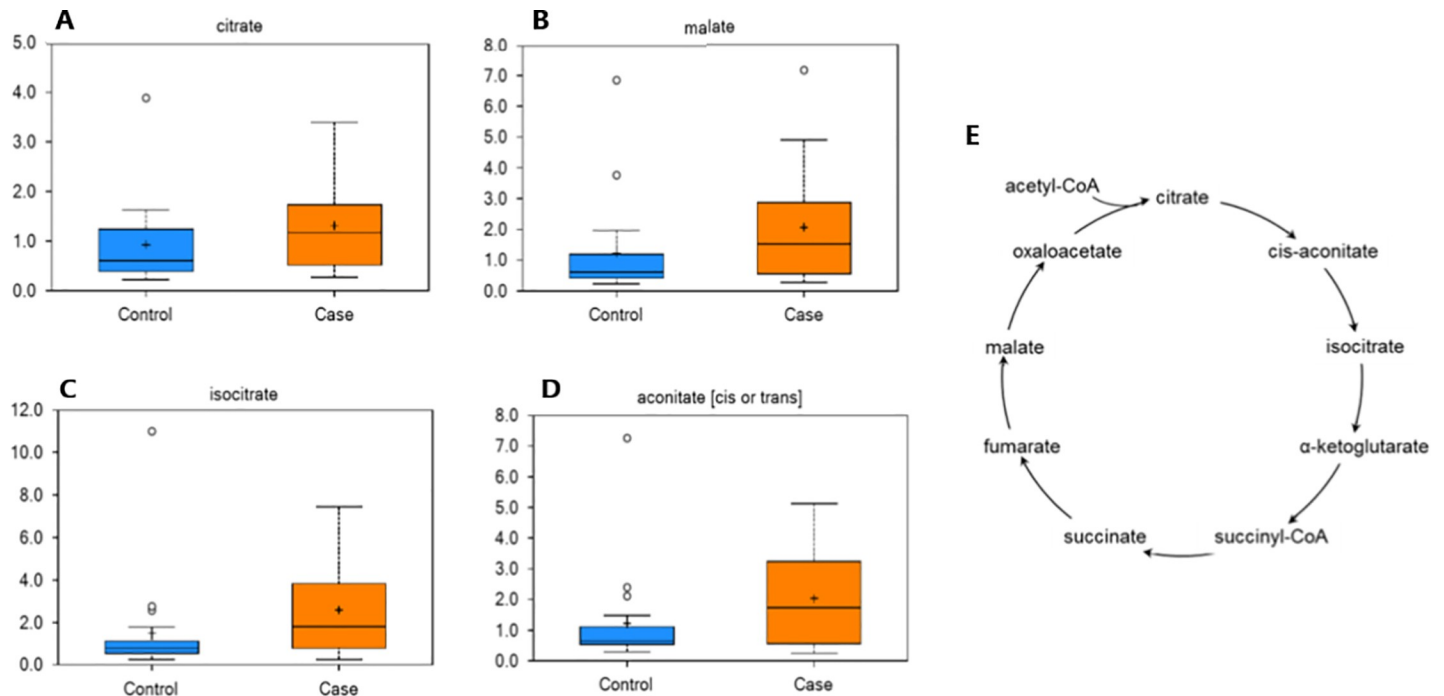 A
citrate
5.0
4.0
3.0
2.0
1.0
0.0
Control
Case
B
malate
8.0
7.0
6.0
5.0
4.0
3.0
2.0
1.0
0.0
Control
Case
C
isocitrate
12.0
10.0
8.0
6.0
4.0
2.0
0.0
Control
Case
D
aconitate [cis or trans]
8.0
7.0
6.0
5.0
4.0
3.0
2.0
1.0
0.0
Control
Case
E
acetyl-CoA
citrate
oxaloacetate
cis-aconitate
malate
isocitrate
fumarate
α-ketoglutarate
succinate
succinyl-CoA